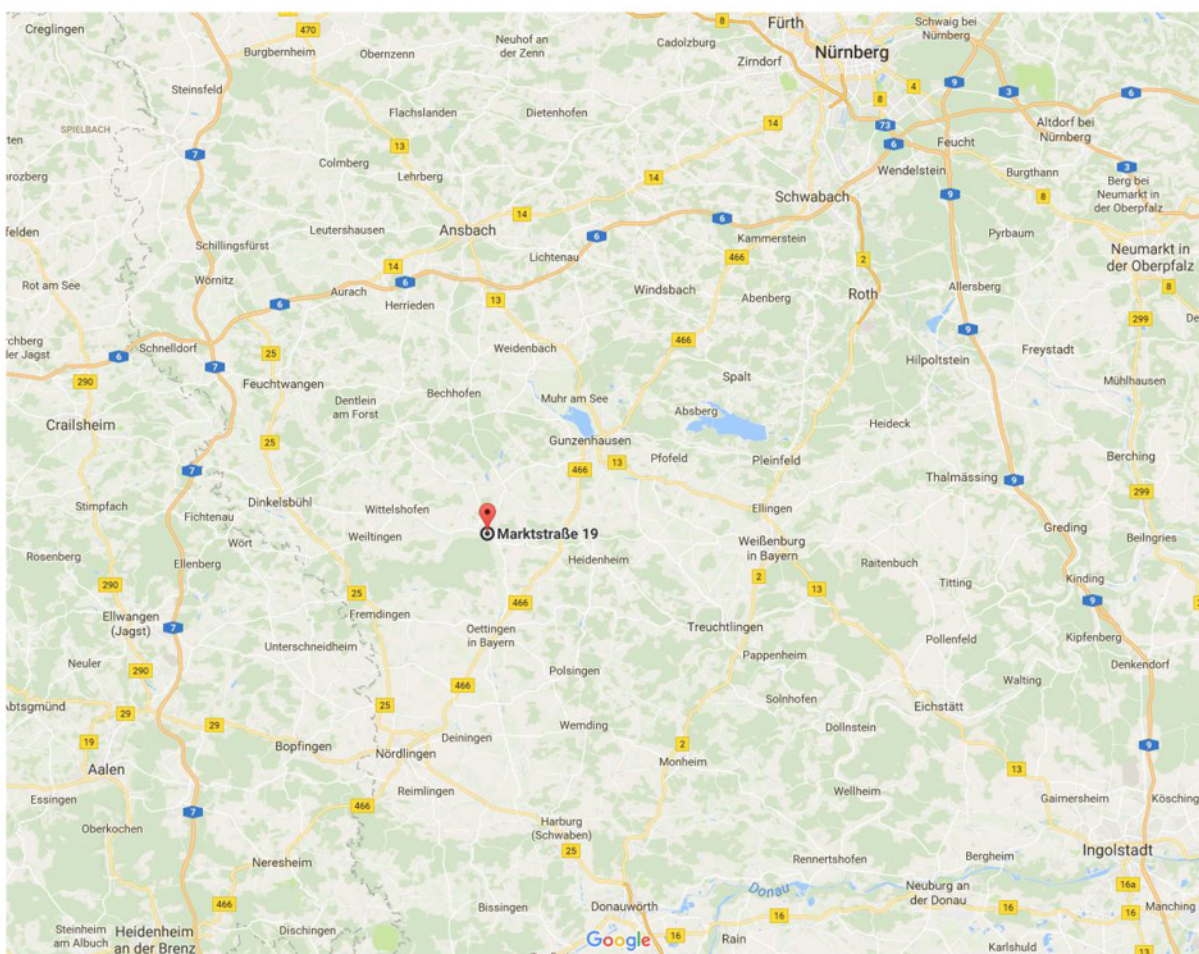 Creglingen
470
Burgbernheim
Neuhof an
der Zenn
Obernzenn
Cadolzburg
8
Fürth
Schwaig bei
Nürnberg
Nürnberg
Zirndorf
Steinsfeld
Flachslanden
Dietenhofen
14
8
4
9
3
6
Altdorf bei
Nürnberg
SPIELBACH
7
13
73
6
Feucht
Colmberg
Lehrberg
14
Wendelstein
Burgthann
3
Berg bei
Neumarkt in
der Oberpfalz
8
9
Schwabach
14
6
6
Leutershausen
Ansbach
Kammerstein
Pyrbaum
felden
Schillingsfürst
Lichtenau
466
2
Neumarkt in
der Oberpfalz
8
Rot am See
Wörnitz
14
6
Aurach
Herrieden
6
13
Windsbach
Abenberg
Roth
Allersberg
299
9
der Jagst
6
Schnelldorf
7
25
Weidenbach
466
Hilpoltstein
Freystadt
290
Feuchtwangen
Bechhofen
Spalt
Mühlhausen
Dentlein
am Forst
Muhr am See
Absberg
Crailsheim
Heideck
25
Gunzenhausen
7
466
13
Pfofeld
Pleinfeld
Berching
Thalmässing
9
299
Stimpfach
Dinkelsbühl
Wittelshofen
Ellingen
Fichtenau
Marktstraße 19
Greding
Rosenberg
Wört
Weiltingen
Weißenburg
in Bayern
Beilngries
Ellenberg
Heidenheim
Raitenbuch
290
25
2
13
Titting
Kinding
9
Ellwangen
(Jagst)
7
Fremdingen
466
Oettingen
in Bayern
Treuchtlingen
Pollenfeld
Kipfenberg
Unterschneidheim
Neuler
290
Polsingen
Pappenheim
Denkendorf
466
Walting
Solnhofen
Abtsgmünd
29
29
25
Wemding
Eichstätt
Dollnstein
19
Bopfingen
Deiningen
2
9
Nördlingen
Aalen
Monheim
13
Essingen
Reimlingen
Wellheim
Gaimersheim
Kösching
7
466
Oberkochen
Harburg
(Schwaben)
25
Ingolstadt
Neresheim
Rennertshofen
Bergheim
Donau
Neuburg an
der Donau
16a
466
Bissingen
Donauwörth
16
16
16
Manching
Steinheim
am Albuch
Heidenheim
an der Brenz
Dischingen
Google
16
Rain
Karlshuld
13